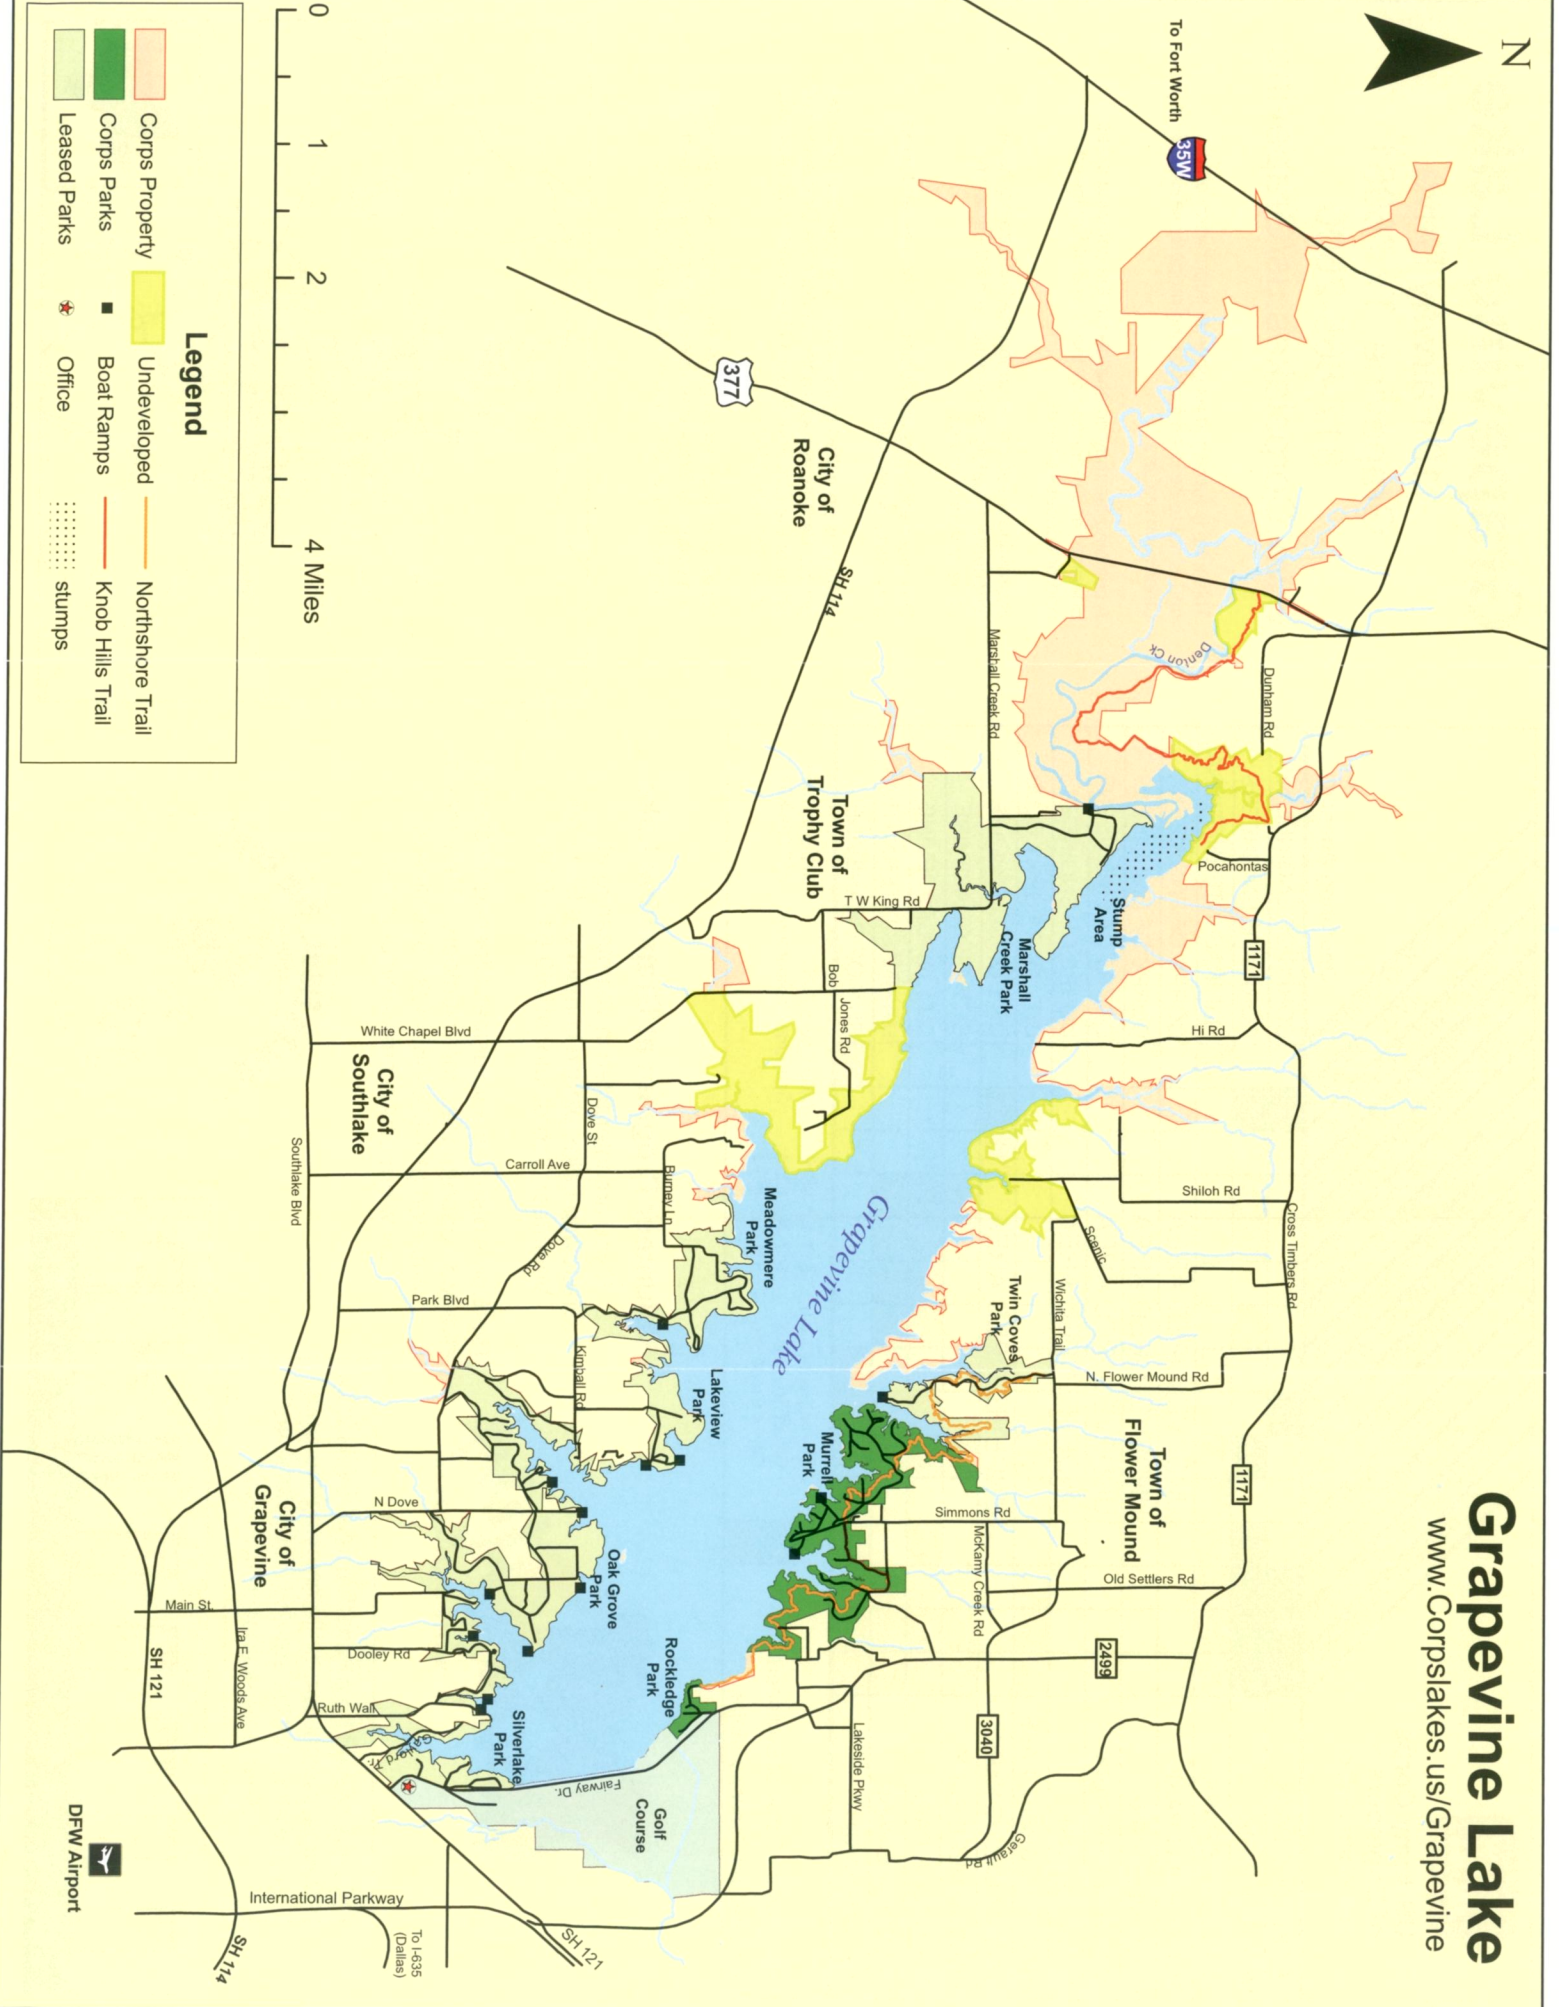 Grapevine Lake
www.Corpslakes.us/Grapevine
N
To Fort Worth
35W
377
City of
Roanoke
SH 114
Marshall Creek Rd
Denton Ck
Dunham Rd
Pocahontas
1171
Stump
Area
Marshall
Creek Park
Town of
Trophy Club
T W King Rd
Bob
Jones Rd
Hi Rd
White Chapel Blvd
City of
Southlake
Southlake Blvd
Dove St
Carroll Ave
Burney Ln
Dove Rd
Park Blvd
Kimball Rd
Meadowmere
Park
Grapevine Lake
Shiloh Rd
Cross Timbers Rd
Scenic
Wichita Trail
Twin Coves
Park
N. Flower Mound Rd
Town of
Flower Mound
1171
Lakeview
Park
Murrell
Park
Simmons Rd
McKamy Creek Rd
Old Settlers Rd
2499
3040
Lakeside Pkwy
Gerault Rd
N Dove
City of
Grapevine
Oak Grove
Park
Rockledge
Park
Main St.
Dooley Rd
Ira E. Woods Ave
SH 121
Ruth Wall
Silverlake
Park
Gaylord Pr.
Fairway Dr.
Golf
Course
International Parkway
SH 121
To I-635
(Dallas)
SH 114
DFW Airport
0
1
2
4 Miles
Legend
Corps Property
Undeveloped
Northshore Trail
Corps Parks
Boat Ramps
Knob Hills Trail
Leased Parks
Office
stumps